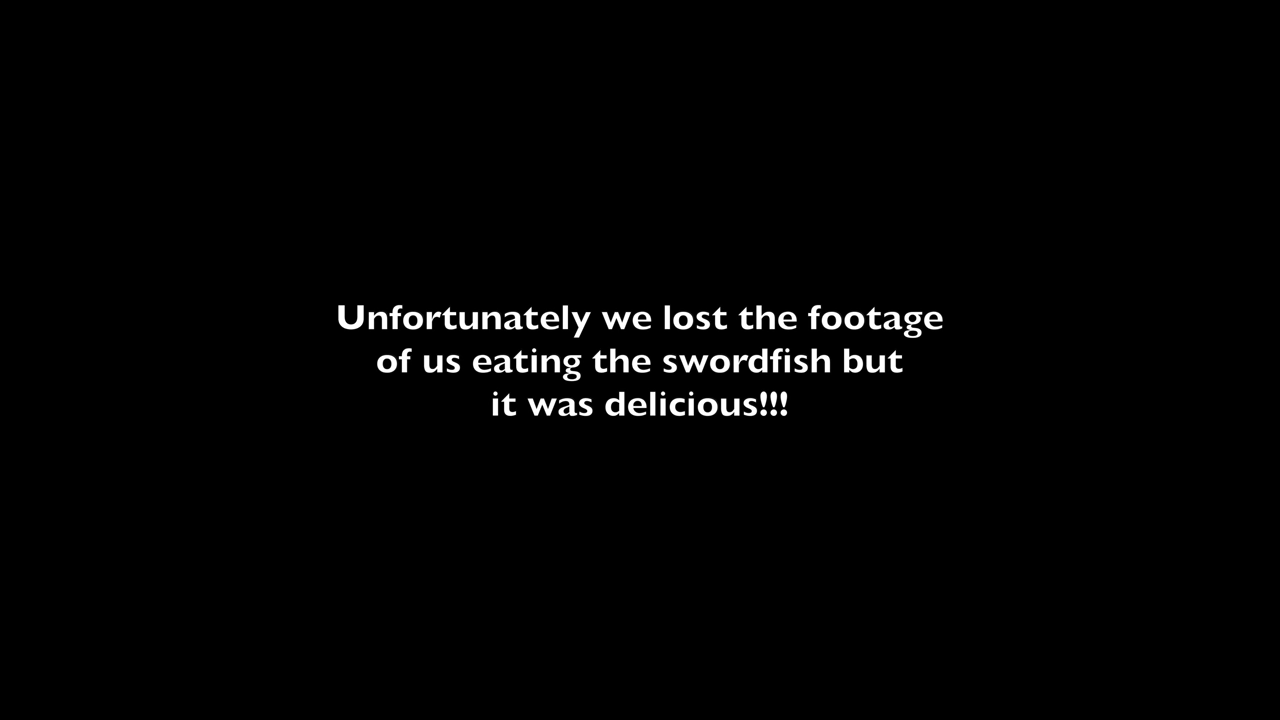 Unfortunately we lost the footage
of us eating the swordfish but
it was delicious!!!